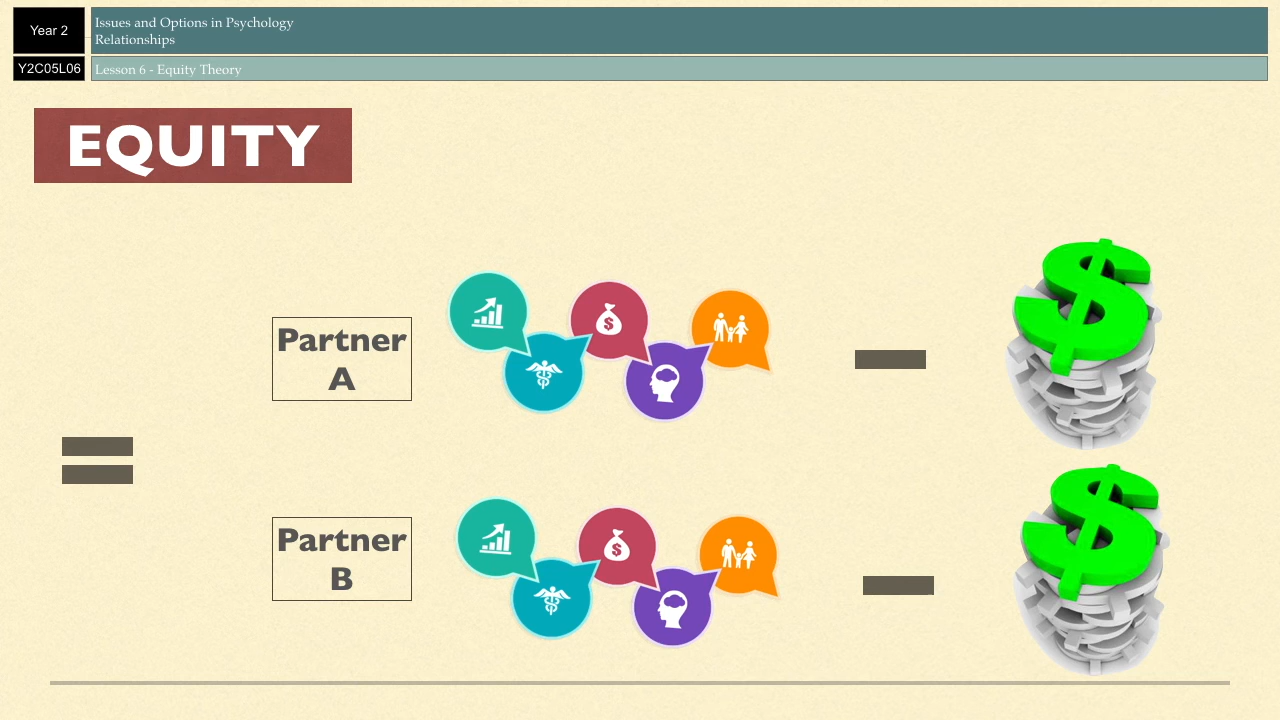 Year 2
Issues and Options in Psychology
Relationships
Y2C05L06
Lesson 6 - Equity Theory
EQUITY
Partner
A
Partner
B